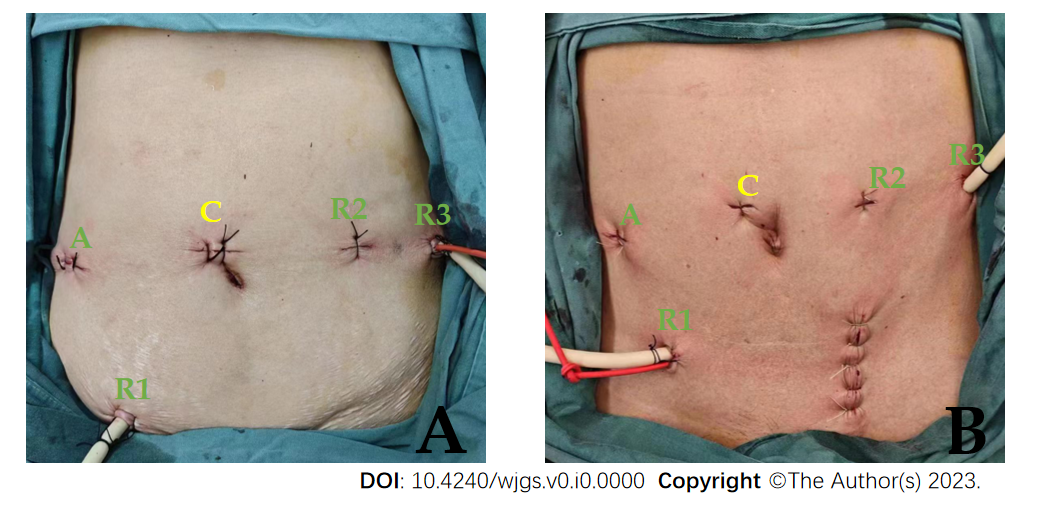 A
C
R2
R3
R1
A
A
C
R2
R3
R1
B
DOI: 10.4240/wjgs.v0.i0.0000 Copyright ©The Author(s) 2023.